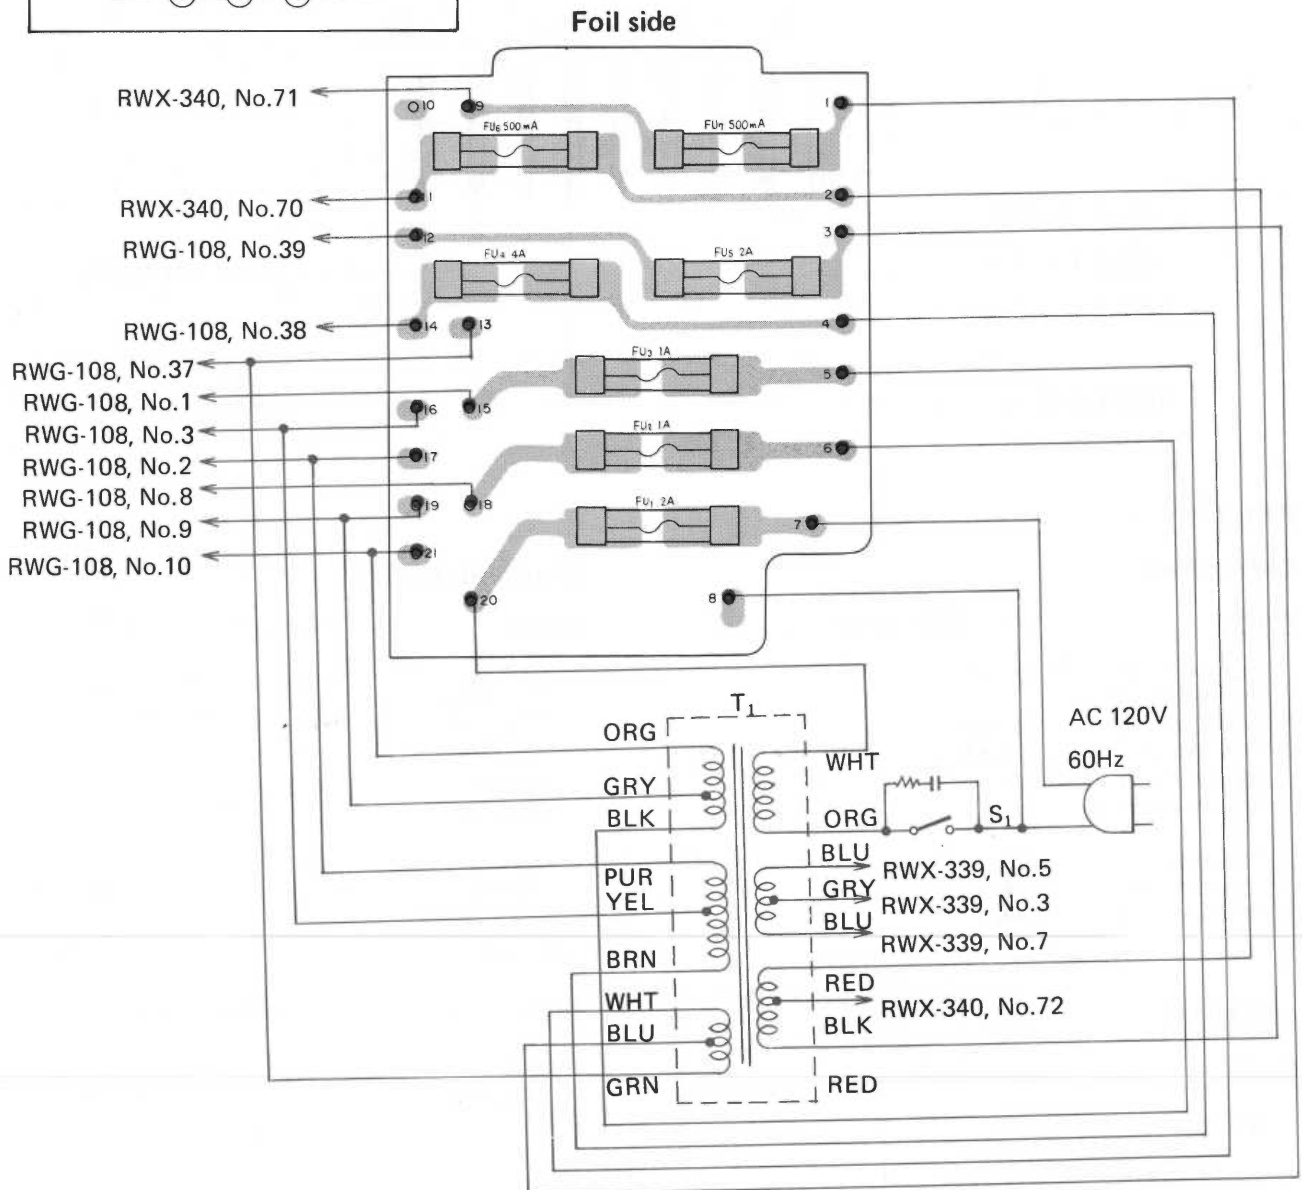 Foil side
RWX-340, No.71
10
9
1
FU6 500mA
FU7 500mA
RWX-340, No.70
11
2
RWG-108, No.39
12
3
FU4 4A
FU5 2A
RWG-108, No.38
14
13
4
RWG-108, No.37
FU3 1A
5
RWG-108, No.1
16
15
RWG-108, No.3
FU2 1A
RWG-108, No.2
17
6
RWG-108, No.8
19
18
FU1 2A
RWG-108, No.9
7
RWG-108, No.10
21
20
8
T1
AC 120V
60Hz
ORG
WHT
GRY
BLK
ORG
S1
BLU
RWX-339, No.5
PUR
GRY
RWX-339, No.3
YEL
BLU
RWX-339, No.7
BRN
RED
RWX-340, No.72
WHT
BLK
BLU
GRN
RED